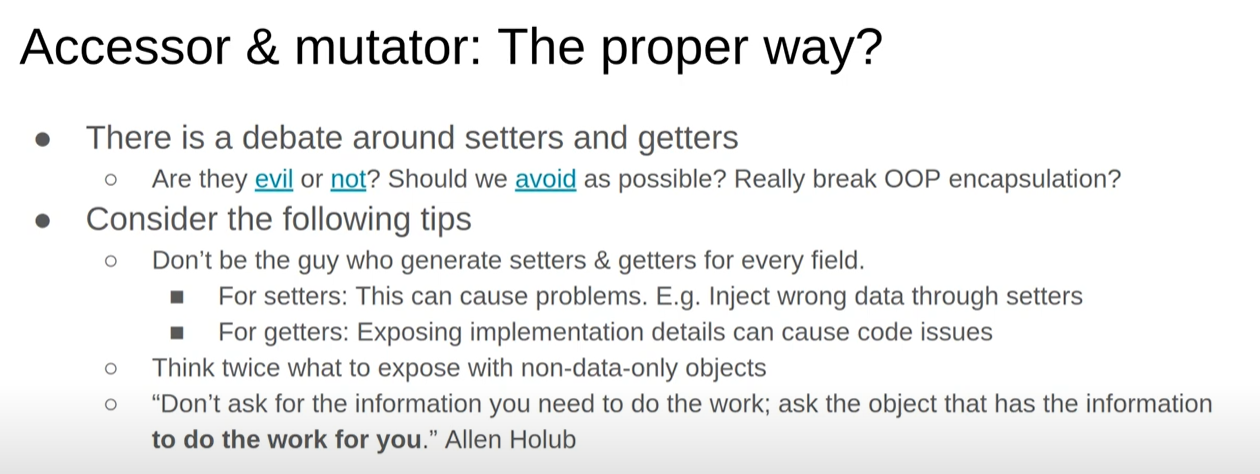 Accessor & mutator: The proper way?
● There is a debate around setters and getters
○ Are they evil or not? Should we avoid as possible? Really break OOP encapsulation?
● Consider the following tips
○ Don’t be the guy who generate setters & getters for every field.
■ For setters: This can cause problems. E.g. Inject wrong data through setters
■ For getters: Exposing implementation details can cause code issues
○ Think twice what to expose with non-data-only objects
○ “Don’t ask for the information you need to do the work; ask the object that has the information
to do the work for you.” Allen Holub